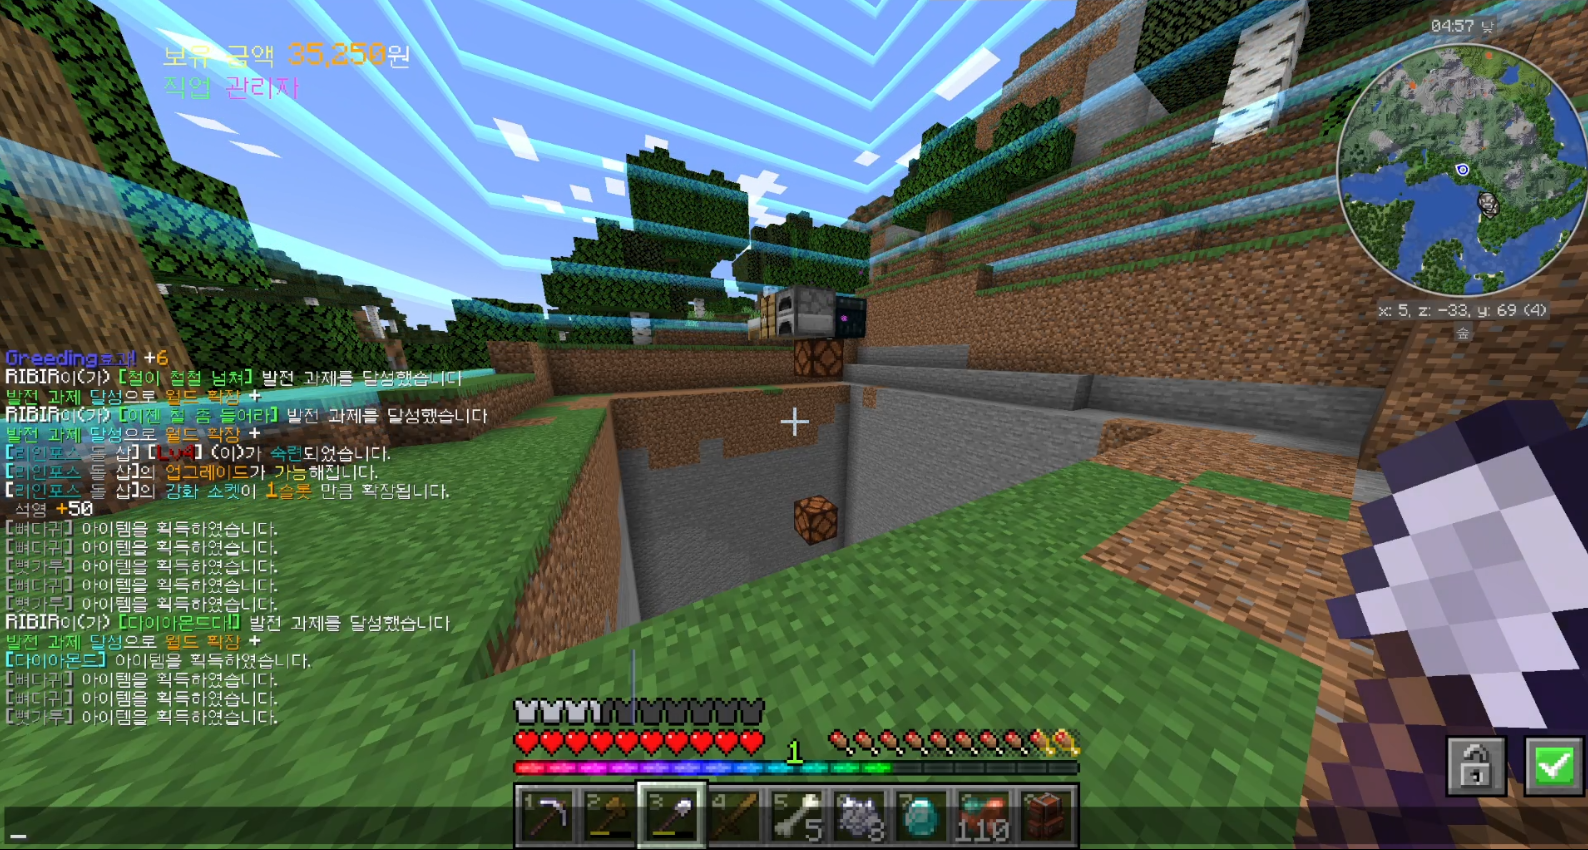 보유 금액 35,250원
직업 관리자
04:57 낮
x: 5, z: -33, y: 69 (4)
숲
Greeding효과! +6
RIBIR이(가) [철이 철철 넘쳐] 발전 과제를 달성했습니다
발전 과제 달성으로 월드 확장 +
RIBIR이(가) [이젠 철 좀 들어라] 발전 과제를 달성했습니다
발전 과제 달성으로 월드 확장 +
[리인포스 돌 삽] [Lv4] (이)가 숙련되었습니다.
[리인포스 돌 삽]의 업그레이드가 가능해집니다.
[리인포스 돌 삽]의 강화 소켓이 1슬롯 만큼 확장됩니다.
석영 +50
[뼈다귀] 아이템을 획득하였습니다.
[뼈다귀] 아이템을 획득하였습니다.
[뼛가루] 아이템을 획득하였습니다.
[뼈다귀] 아이템을 획득하였습니다.
[뼛가루] 아이템을 획득하였습니다.
RIBIR이(가) [다이아몬드다!] 발전 과제를 달성했습니다
발전 과제 달성으로 월드 확장 +
[다이아몬드] 아이템을 획득하였습니다.
[뼈다귀] 아이템을 획득하였습니다.
[뼈다귀] 아이템을 획득하였습니다.
[뼛가루] 아이템을 획득하였습니다.
1
1 2 3 4 5 7
5 3 110
_